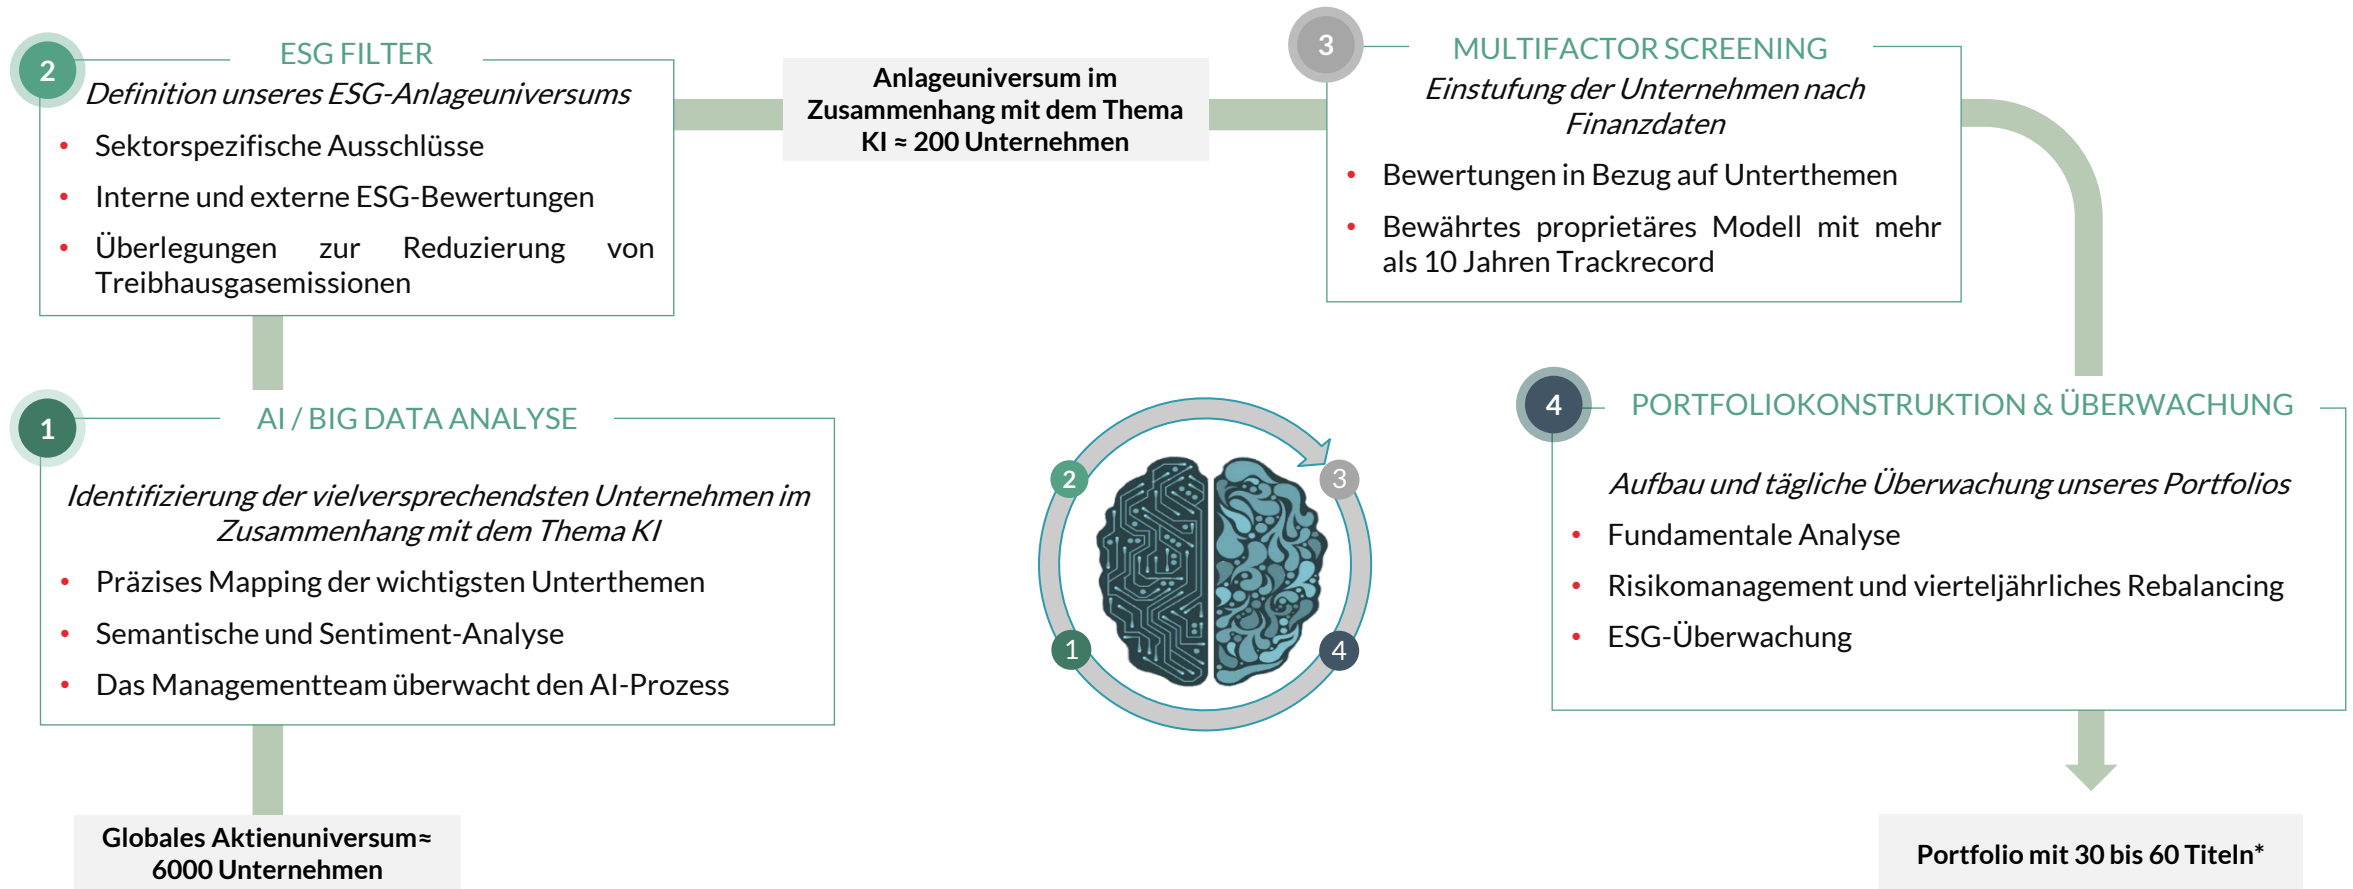 2
ESG FILTER
Definition unseres ESG-Anlageuniversums
• Sektorspezifische Ausschlüsse
• Interne und externe ESG-Bewertungen
• Überlegungen zur Reduzierung von
Treibhausgasemissionen
Anlageuniversum im
Zusammenhang mit dem Thema
KI ≈ 200 Unternehmen
3
MULTIFACTOR SCREENING
Einstufung der Unternehmen nach
Finanzdaten
• Bewertungen in Bezug auf Unterthemen
• Bewährtes proprietäres Modell mit mehr
als 10 Jahren Trackrecord
1
AI / BIG DATA ANALYSE
Identifizierung der vielversprechendsten Unternehmen im
Zusammenhang mit dem Thema KI
• Präzises Mapping der wichtigsten Unterthemen
• Semantische und Sentiment-Analyse
• Das Managementteam überwacht den AI-Prozess
2
3
1
4
4
PORTFOLIOKONSTRUKTION & ÜBERWACHUNG
Aufbau und tägliche Überwachung unseres Portfolios
• Fundamentale Analyse
• Risikomanagement und vierteljährliches Rebalancing
• ESG-Überwachung
Globales Aktienuniversum≈
6000 Unternehmen
Portfolio mit 30 bis 60 Titeln*